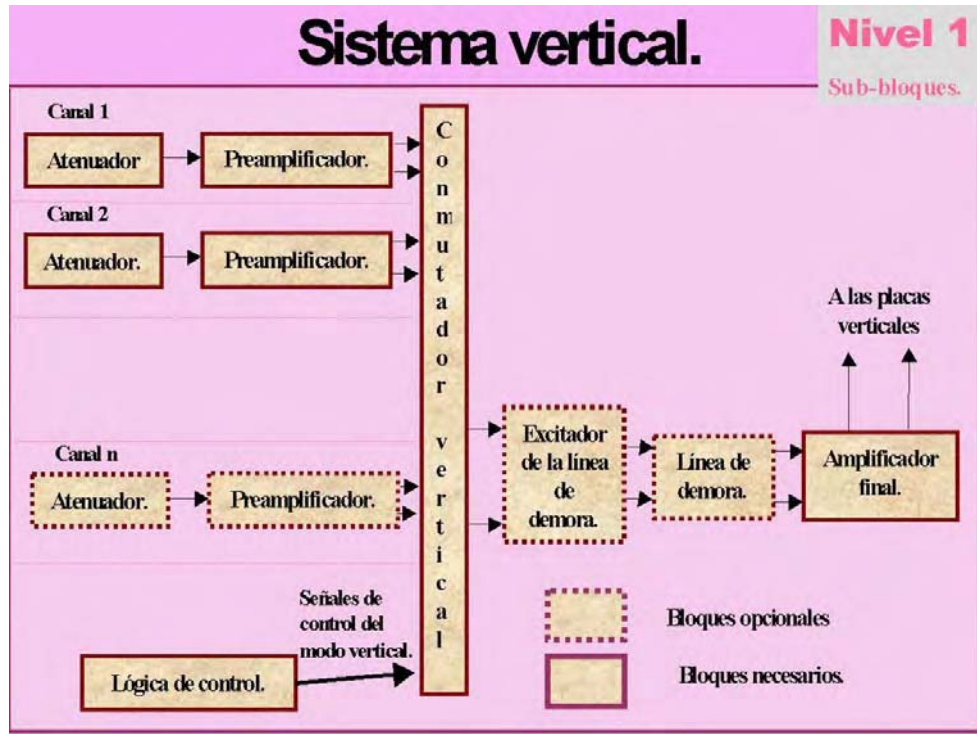 Sistema vertical.
Nivel 1
Sub-bloques.
Canal 1
Atenuador
Preamplificador.
Canal 2
Atenuador.
Preamplificador.
Canal n
Atenuador.
Preamplificador.
Conmutador vertical
Señales de
control del
modo vertical.
Lógica de control.
Excitador
de la línea
de
demora.
Línea de
demora.
Amplificador
final.
A las placas
verticales
Bloques opcionales
Bloques necesarios.